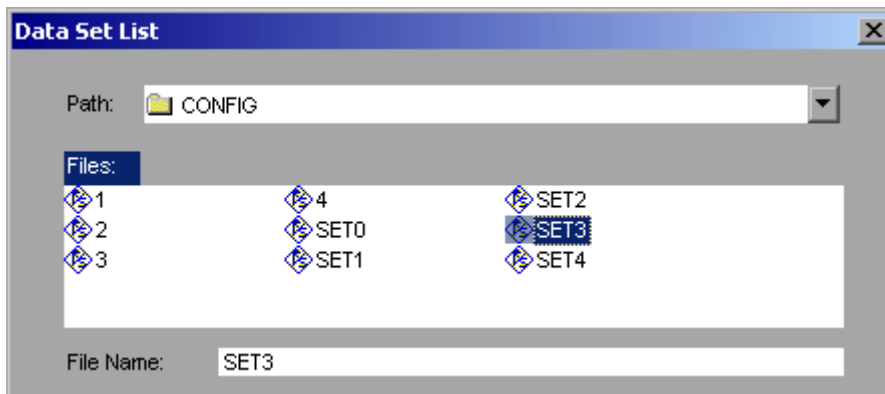 Data Set List
Path: CONFIG
Files:
1 4 SET2
2 SET0 SET3
3 SET1 SET4
File Name: SET3